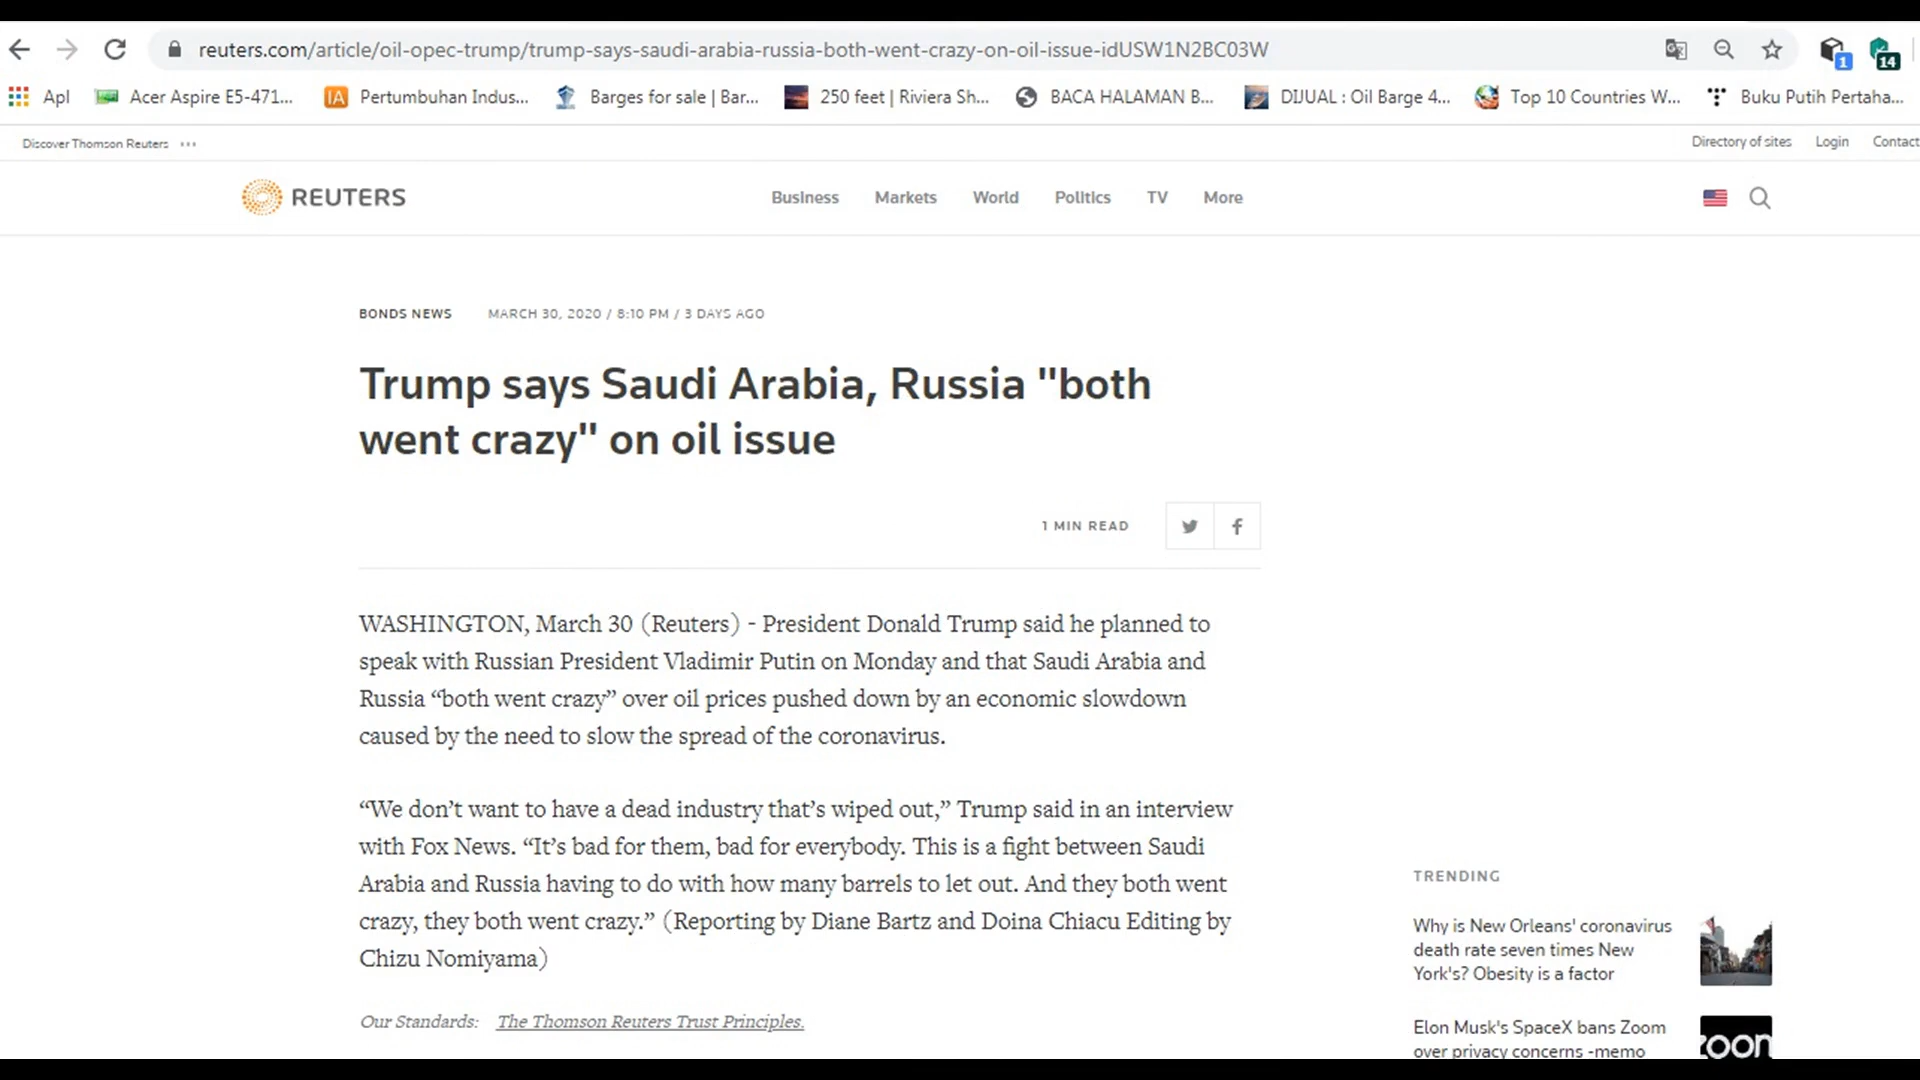 reuters.com/article/oil-opec-trump/trump-says-saudi-arabia-russia-both-went-crazy-on-oil-issue-idUSW1N2BC03W
1
14
Apl
Acer Aspire E5-471...
IA
Pertumbuhan Indus...
Barges for sale | Bar...
250 feet | Riviera Sh...
BACA HALAMAN B...
DIJUAL : Oil Barge 4...
Top 10 Countries W...
Buku Putih Pertaha...
Discover Thomson Reuters ...
Directory of sites
Login
Contact
REUTERS
Business
Markets
World
Politics
TV
More
BONDS NEWS
MARCH 30, 2020 / 8:10 PM / 3 DAYS AGO
Trump says Saudi Arabia, Russia "both
went crazy" on oil issue
1 MIN READ
WASHINGTON, March 30 (Reuters) - President Donald Trump said he planned to
speak with Russian President Vladimir Putin on Monday and that Saudi Arabia and
Russia “both went crazy” over oil prices pushed down by an economic slowdown
caused by the need to slow the spread of the coronavirus.
“We don’t want to have a dead industry that’s wiped out,” Trump said in an interview
with Fox News. “It’s bad for them, bad for everybody. This is a fight between Saudi
Arabia and Russia having to do with how many barrels to let out. And they both went
crazy, they both went crazy.” (Reporting by Diane Bartz and Doina Chiacu Editing by
Chizu Nomiyama)
Our Standards: The Thomson Reuters Trust Principles.
TRENDING
Why is New Orleans' coronavirus
death rate seven times New
York's? Obesity is a factor
Elon Musk's SpaceX bans Zoom
over privacy concerns -memo
zoom